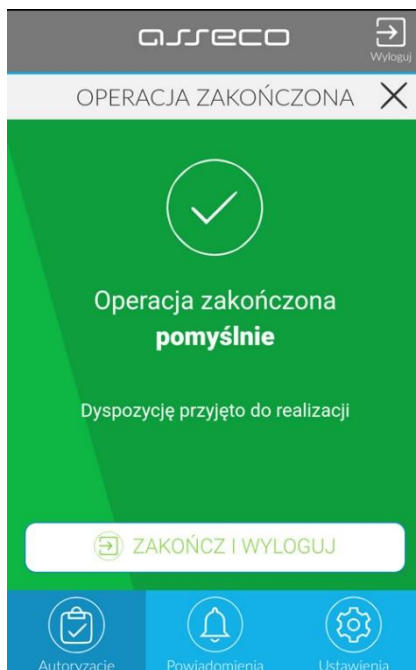 asseco
Wyloguj
OPERACJA ZAKOŃCZONA
Operacja zakończona
pomyślnie
Dyspozycję przyjęto do realizacji
ZAKOŃCZ I WYLOGUJ
Autoryzacje
Powiadomienia
Ustawienia